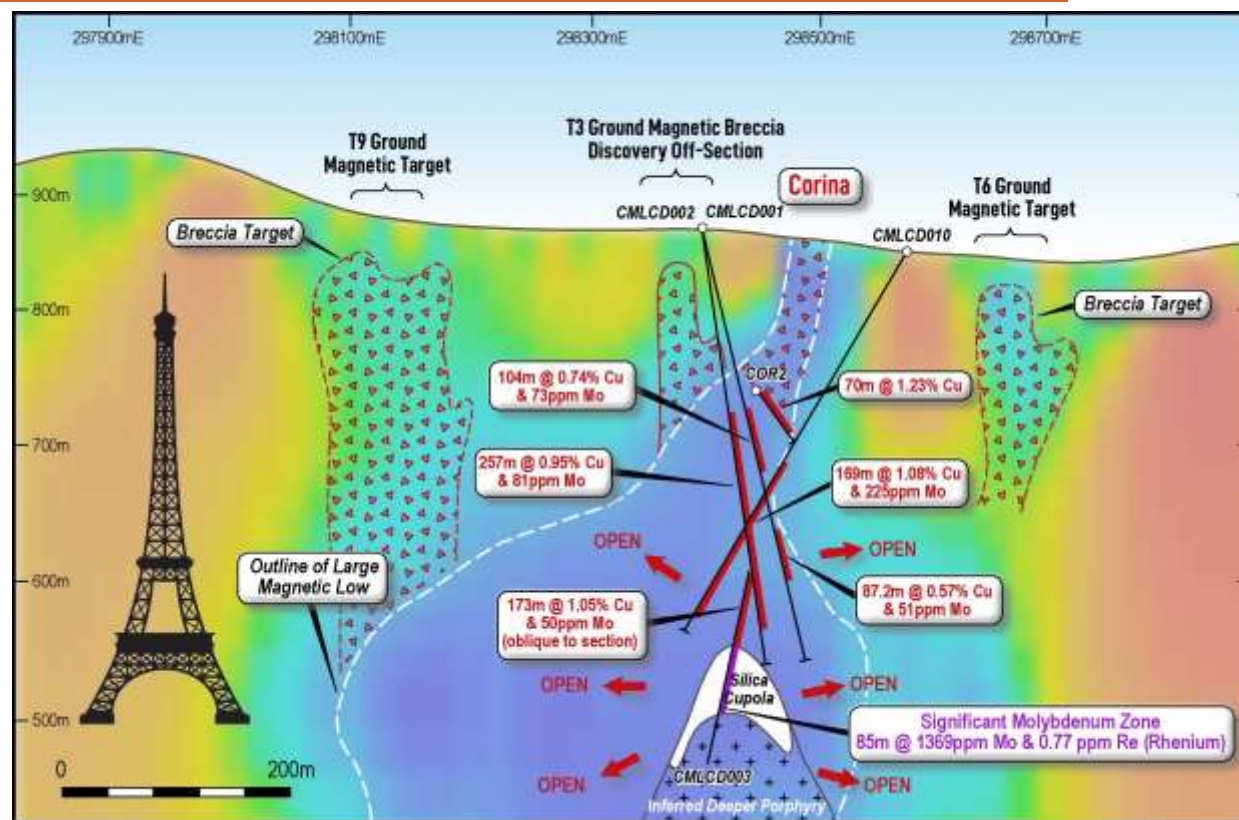 297900mE
298100mE
298300mE
298500mE
298700mE
T9 Ground
Magnetic Target
T3 Ground Magnetic Breccia
Discovery Off-Section
Corina
T6 Ground
Magnetic Target
900m
Breccia Target
CMLCD002
CMLCD001
CMLCD010
800m
Breccia Target
104m @ 0.74% Cu
& 73ppm Mo
COR2
70m @ 1.23% Cu
700m
257m @ 0.95% Cu
& 81ppm Mo
169m @ 1.08% Cu
& 225ppm Mo
OPEN
OPEN
Outline of Large
Magnetic Low
600m
173m @ 1.05% Cu
& 50ppm Mo
(oblique to section)
87.2m @ 0.57% Cu
& 51ppm Mo
OPEN
Silica
Cupola
OPEN
500m
Significant Molybdenum Zone
85m @ 1369ppm Mo & 0.77 ppm Re (Rhenium)
0
200m
OPEN
CMLCD003
OPEN
Inferred Deeper Porphyry